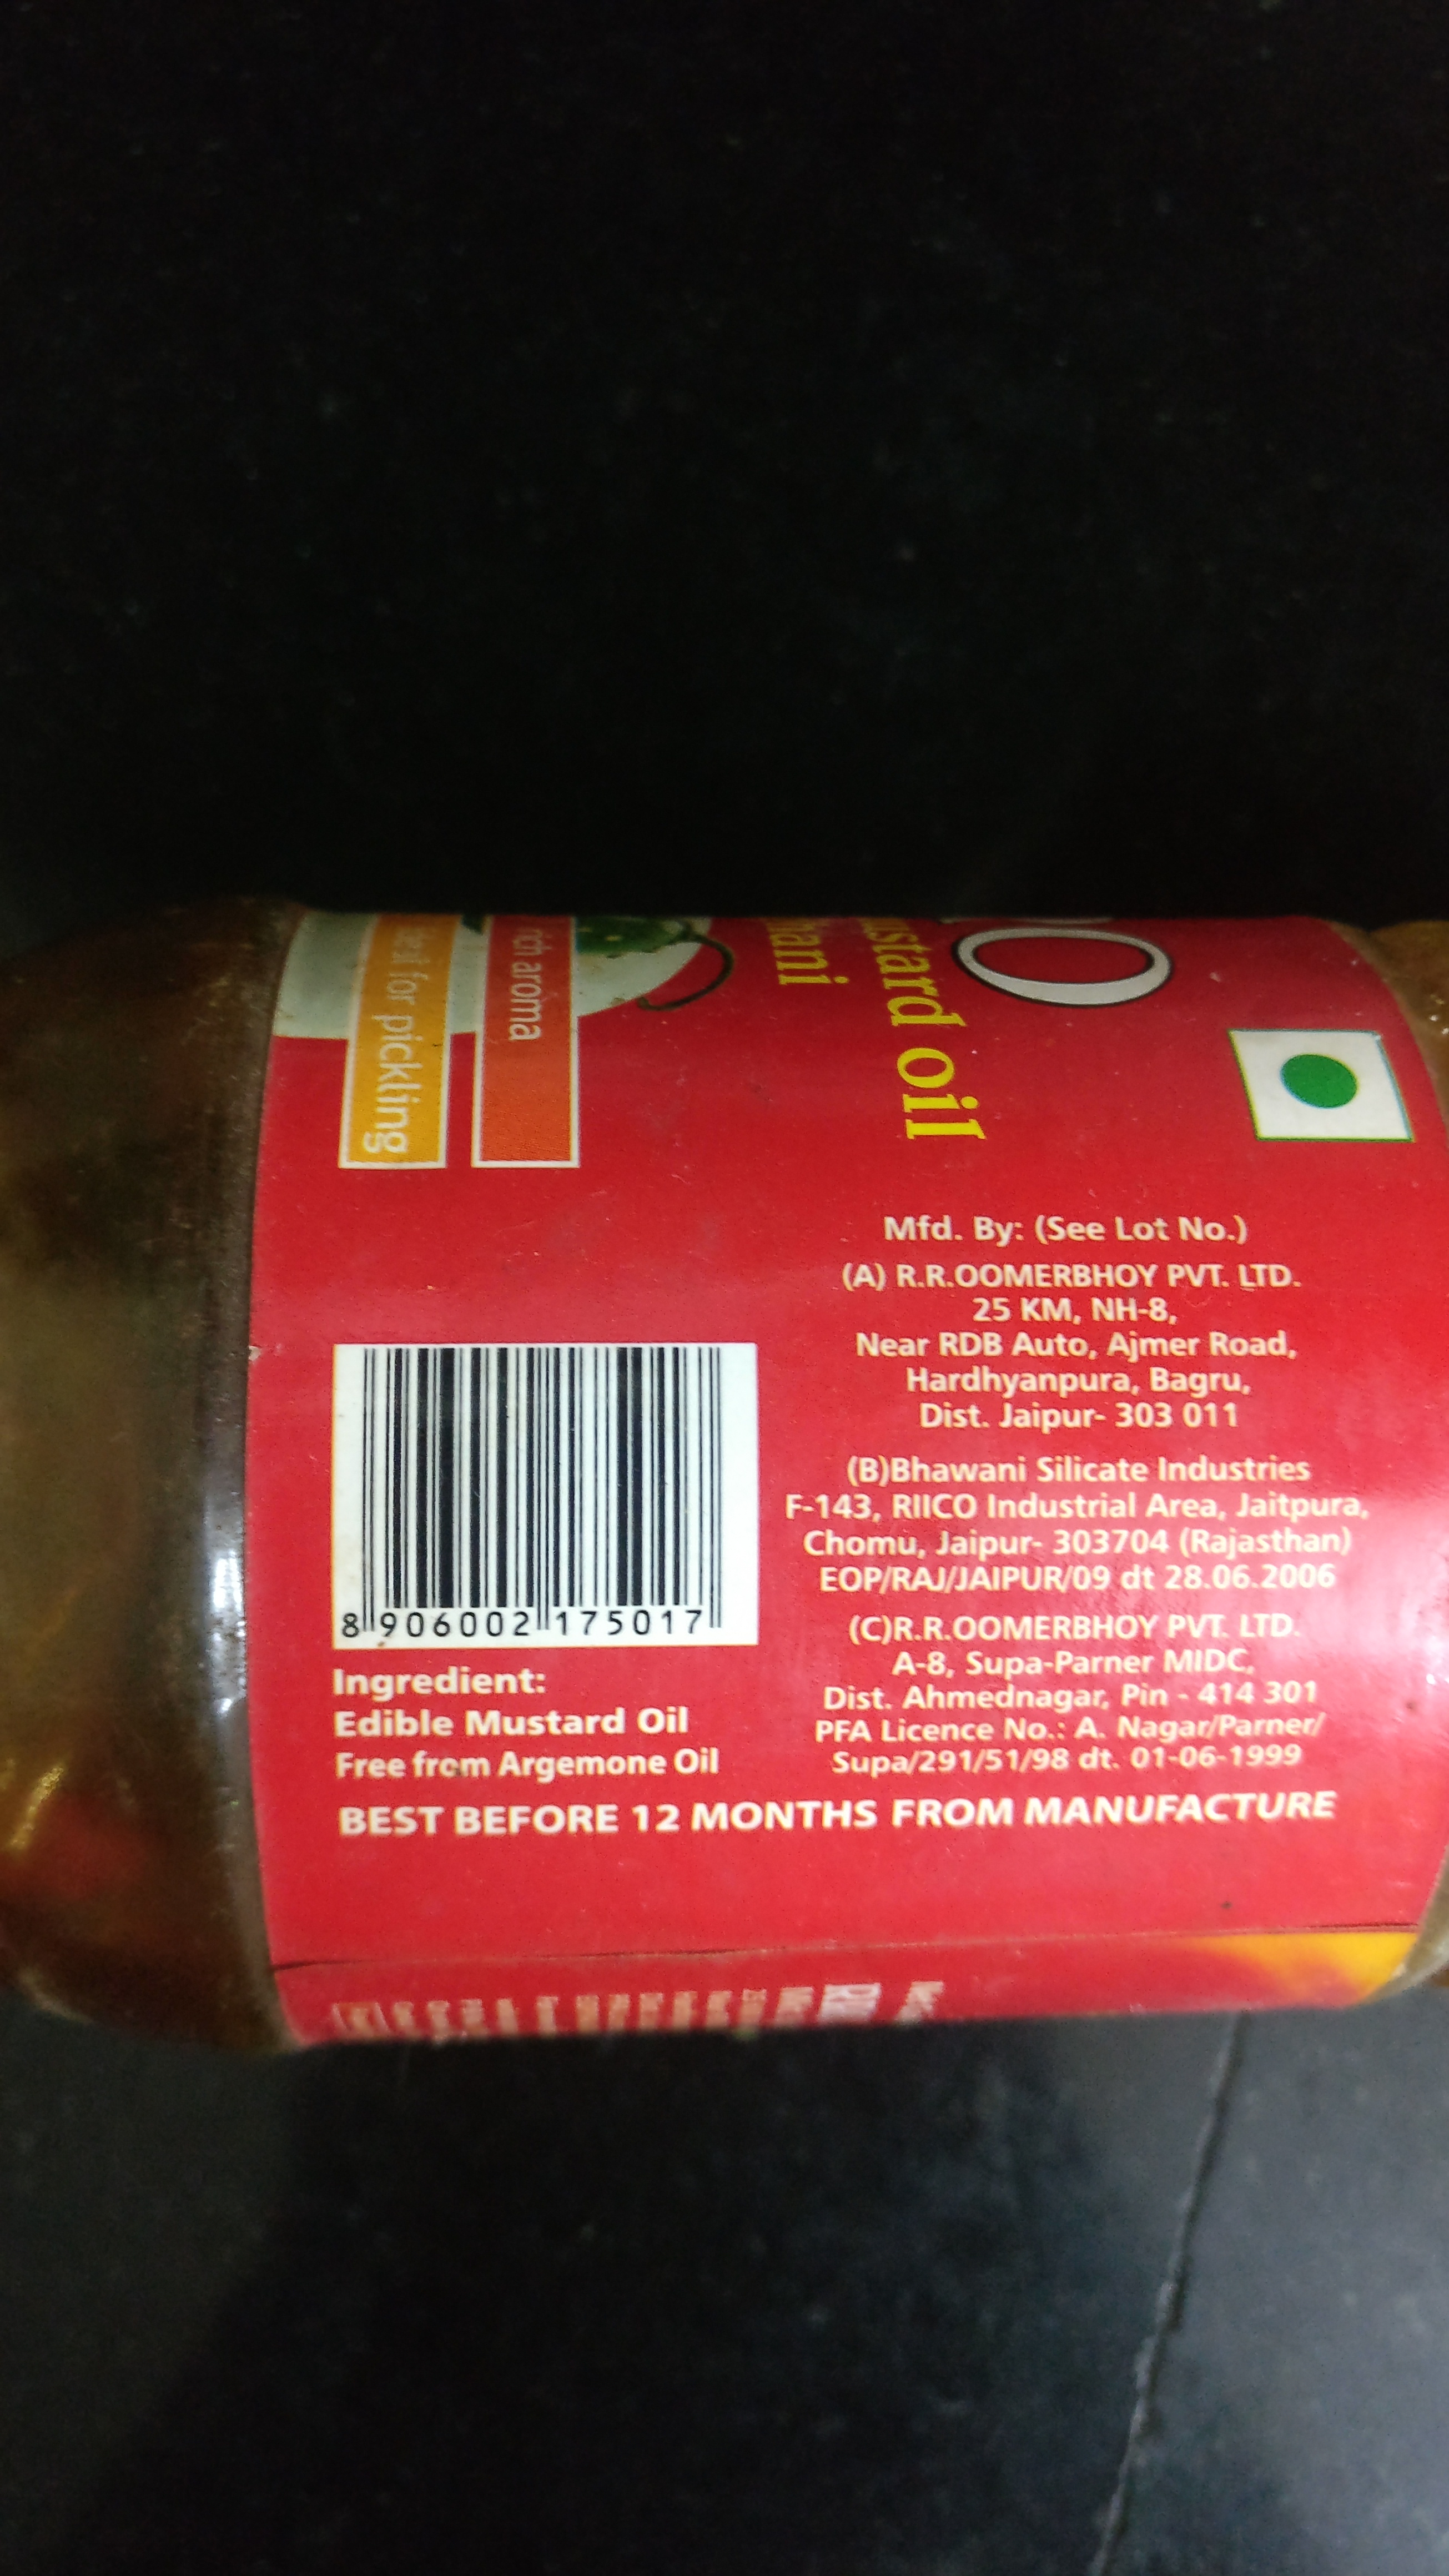 O
ustard oil
hani
rich aroma
best for pickling
Mfd. By: (See Lot No.)
(A) R.R.OOMERBHOY PVT. LTD.
25 KM, NH-8,
Near RDB Auto, Ajmer Road,
Hardhyanpura, Bagru,
Dist. Jaipur- 303 011
(B)Bhawani Silicate Industries
F-143, RIICO Industrial Area, Jaitpura,
Chomu, Jaipur- 303704 (Rajasthan)
EOP/RAJ/JAIPUR/09 dt 28.06.2006
(C)R.R.OOMERBHOY PVT. LTD.
A-8, Supa-Parner MIDC,
Dist. Ahmednagar, Pin - 414 301
PFA Licence No.: A. Nagar/Parner/
Supa/291/51/98 dt. 01-06-1999
8 906002 175017
Ingredient:
Edible Mustard Oil
Free from Argemone Oil
BEST BEFORE 12 MONTHS FROM MANUFACTURE